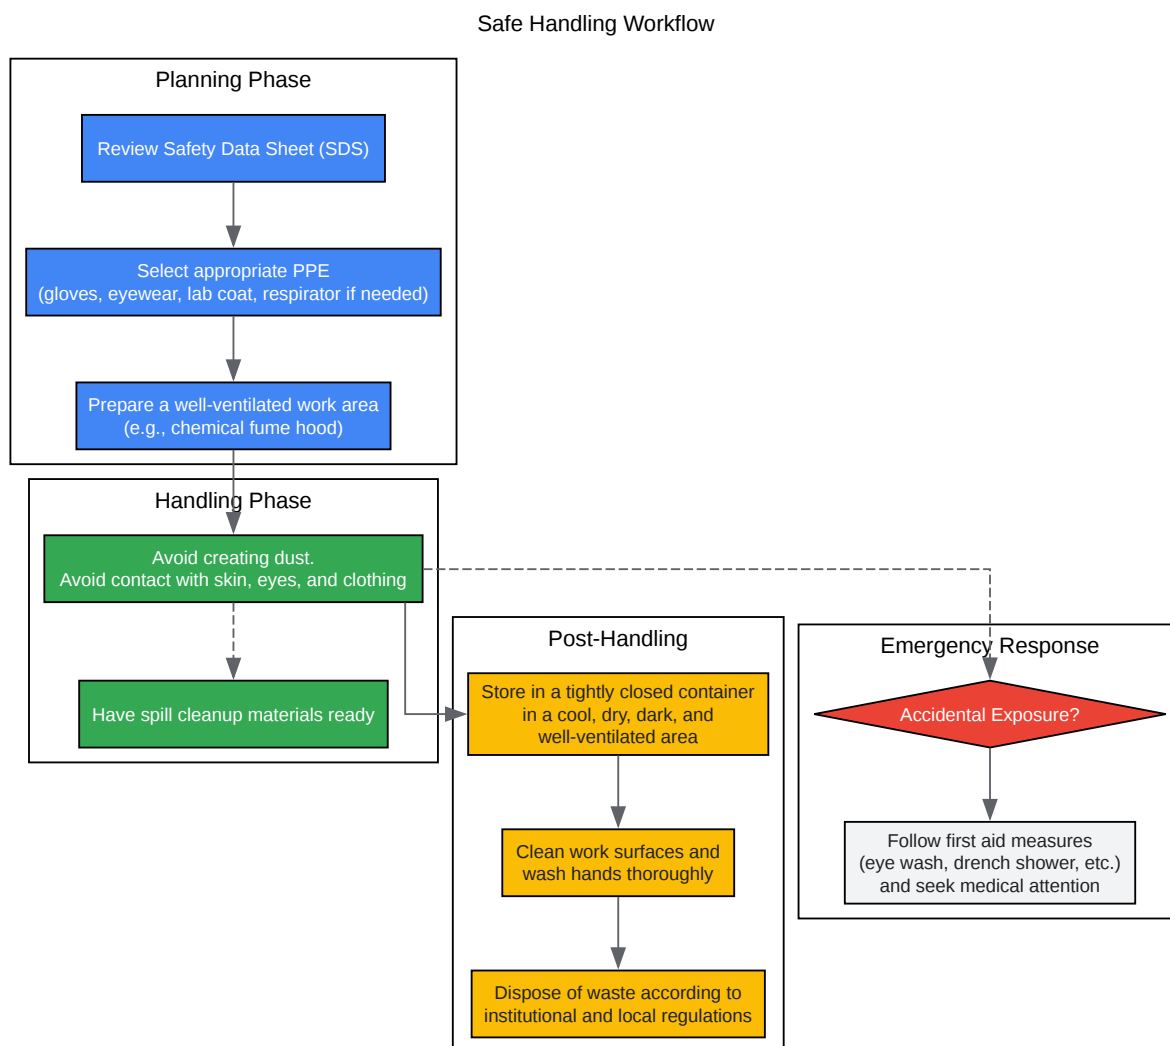 Safe Handling Workflow
Planning Phase
Review Safety Data Sheet (SDS)
Select appropriate PPE
(gloves, eyewear, lab coat, respirator if needed)
Prepare a well-ventilated work area
(e.g., chemical fume hood)
Handling Phase
Avoid creating dust.
Avoid contact with skin, eyes, and clothing
Have spill cleanup materials ready
Post-Handling
Store in a tightly closed container
in a cool, dry, dark, and
well-ventilated area
Clean work surfaces and
wash hands thoroughly
Dispose of waste according to
institutional and local regulations
Emergency Response
Accidental Exposure?
Follow first aid measures
(eye wash, drench shower, etc.)
and seek medical attention